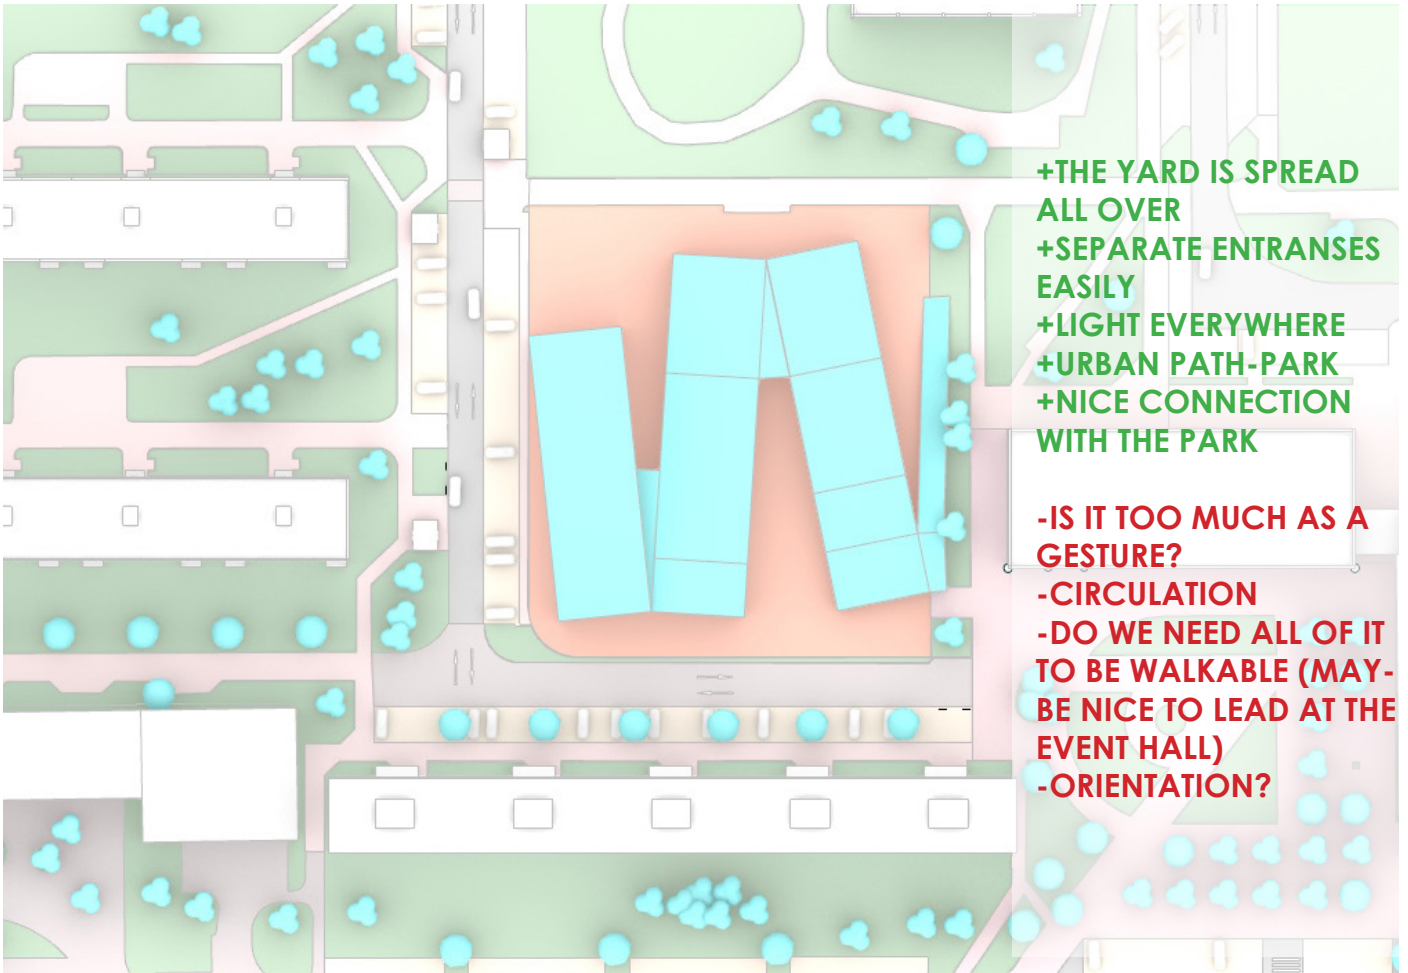 +THE YARD IS SPREAD
ALL OVER
+SEPARATE ENTRANSES
EASILY
+LIGHT EVERYWHERE
+URBAN PATH-PARK
+NICE CONNECTION
WITH THE PARK
-IS IT TOO MUCH AS A
GESTURE?
-CIRCULATION
-DO WE NEED ALL OF IT
TO BE WALKABLE (MAY-
BE NICE TO LEAD AT THE
EVENT HALL)
-ORIENTATION?